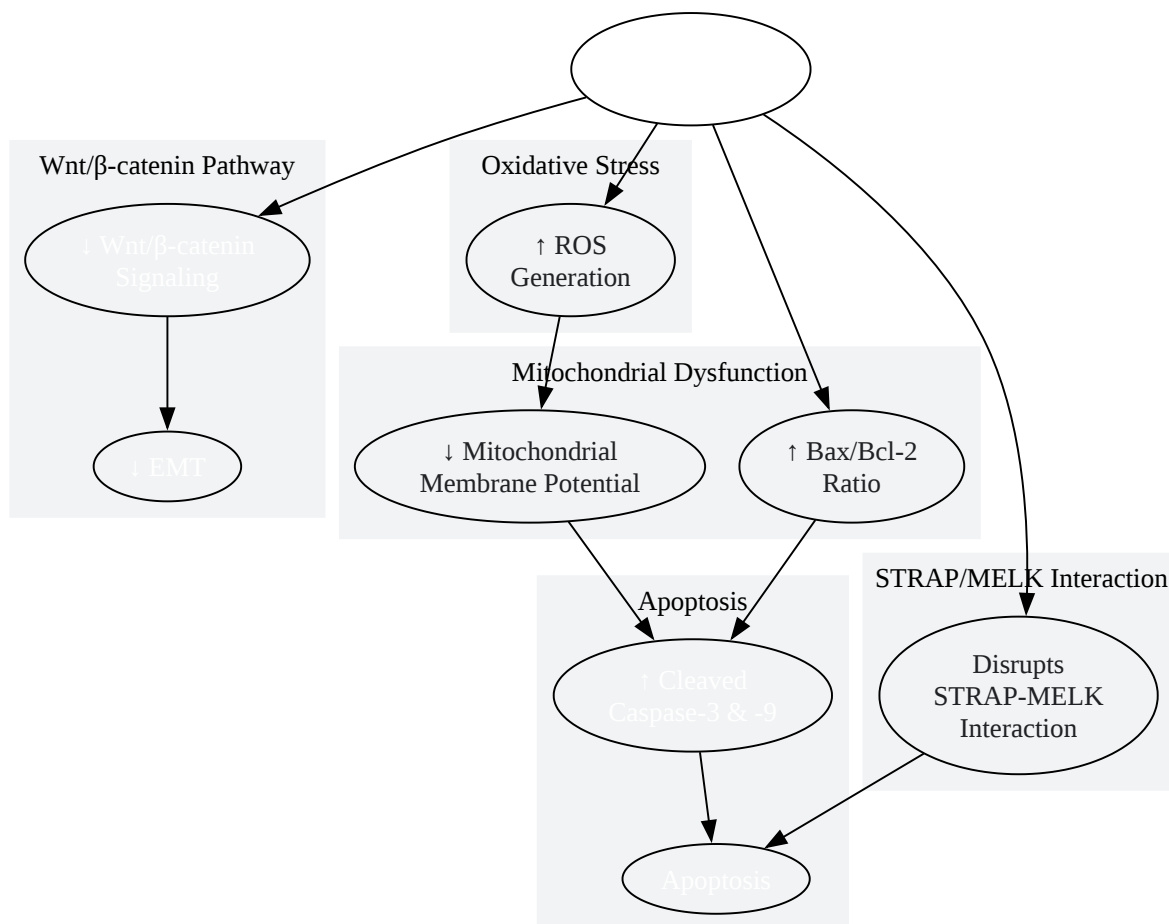 Wnt/β-catenin Pathway
Oxidative Stress
↓ Wnt/β-catenin
Signaling
↑ ROS
Generation
Mitochondrial Dysfunction
↓ EMT
↓ Mitochondrial
Membrane Potential
↑ Bax/Bcl-2
Ratio
Apoptosis
STRAP/MELK Interaction
↑ Cleaved
Caspase-3 & -9
Disrupts
STRAP-MELK
Interaction
Apoptosis